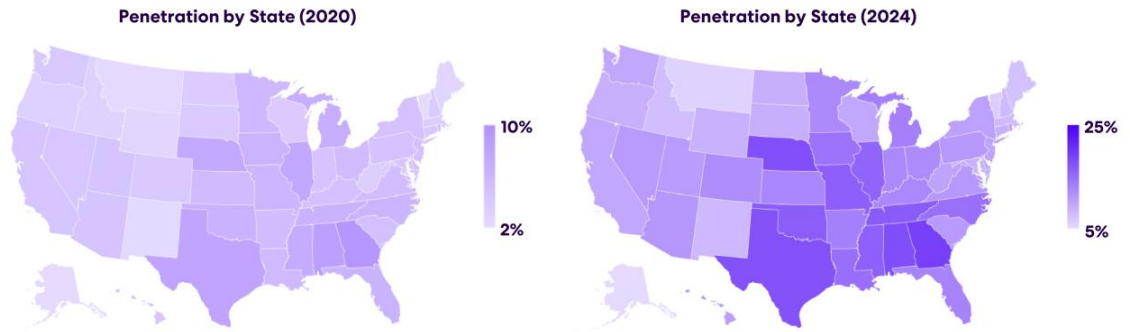 Penetration by State (2020)
10%
2%
Penetration by State (2024)
25%
5%